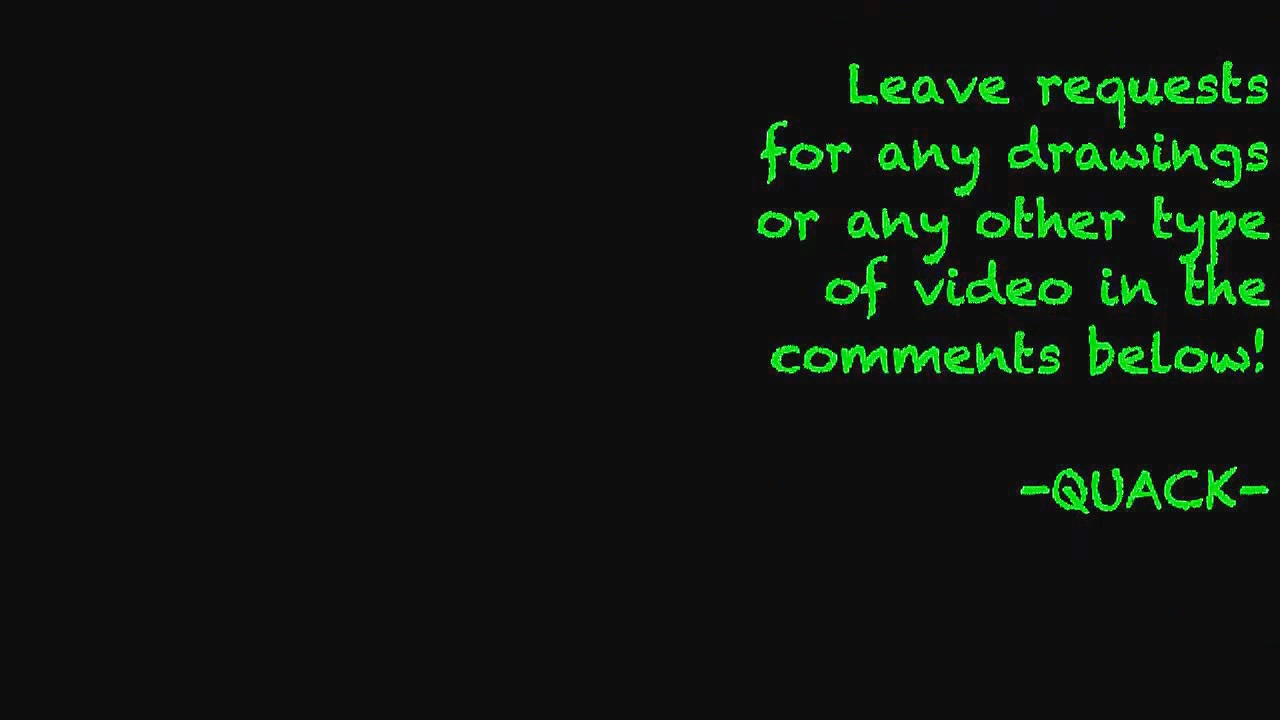 Leave requests
for any drawings
or any other type
of video in the
comments below!
-QUACK-